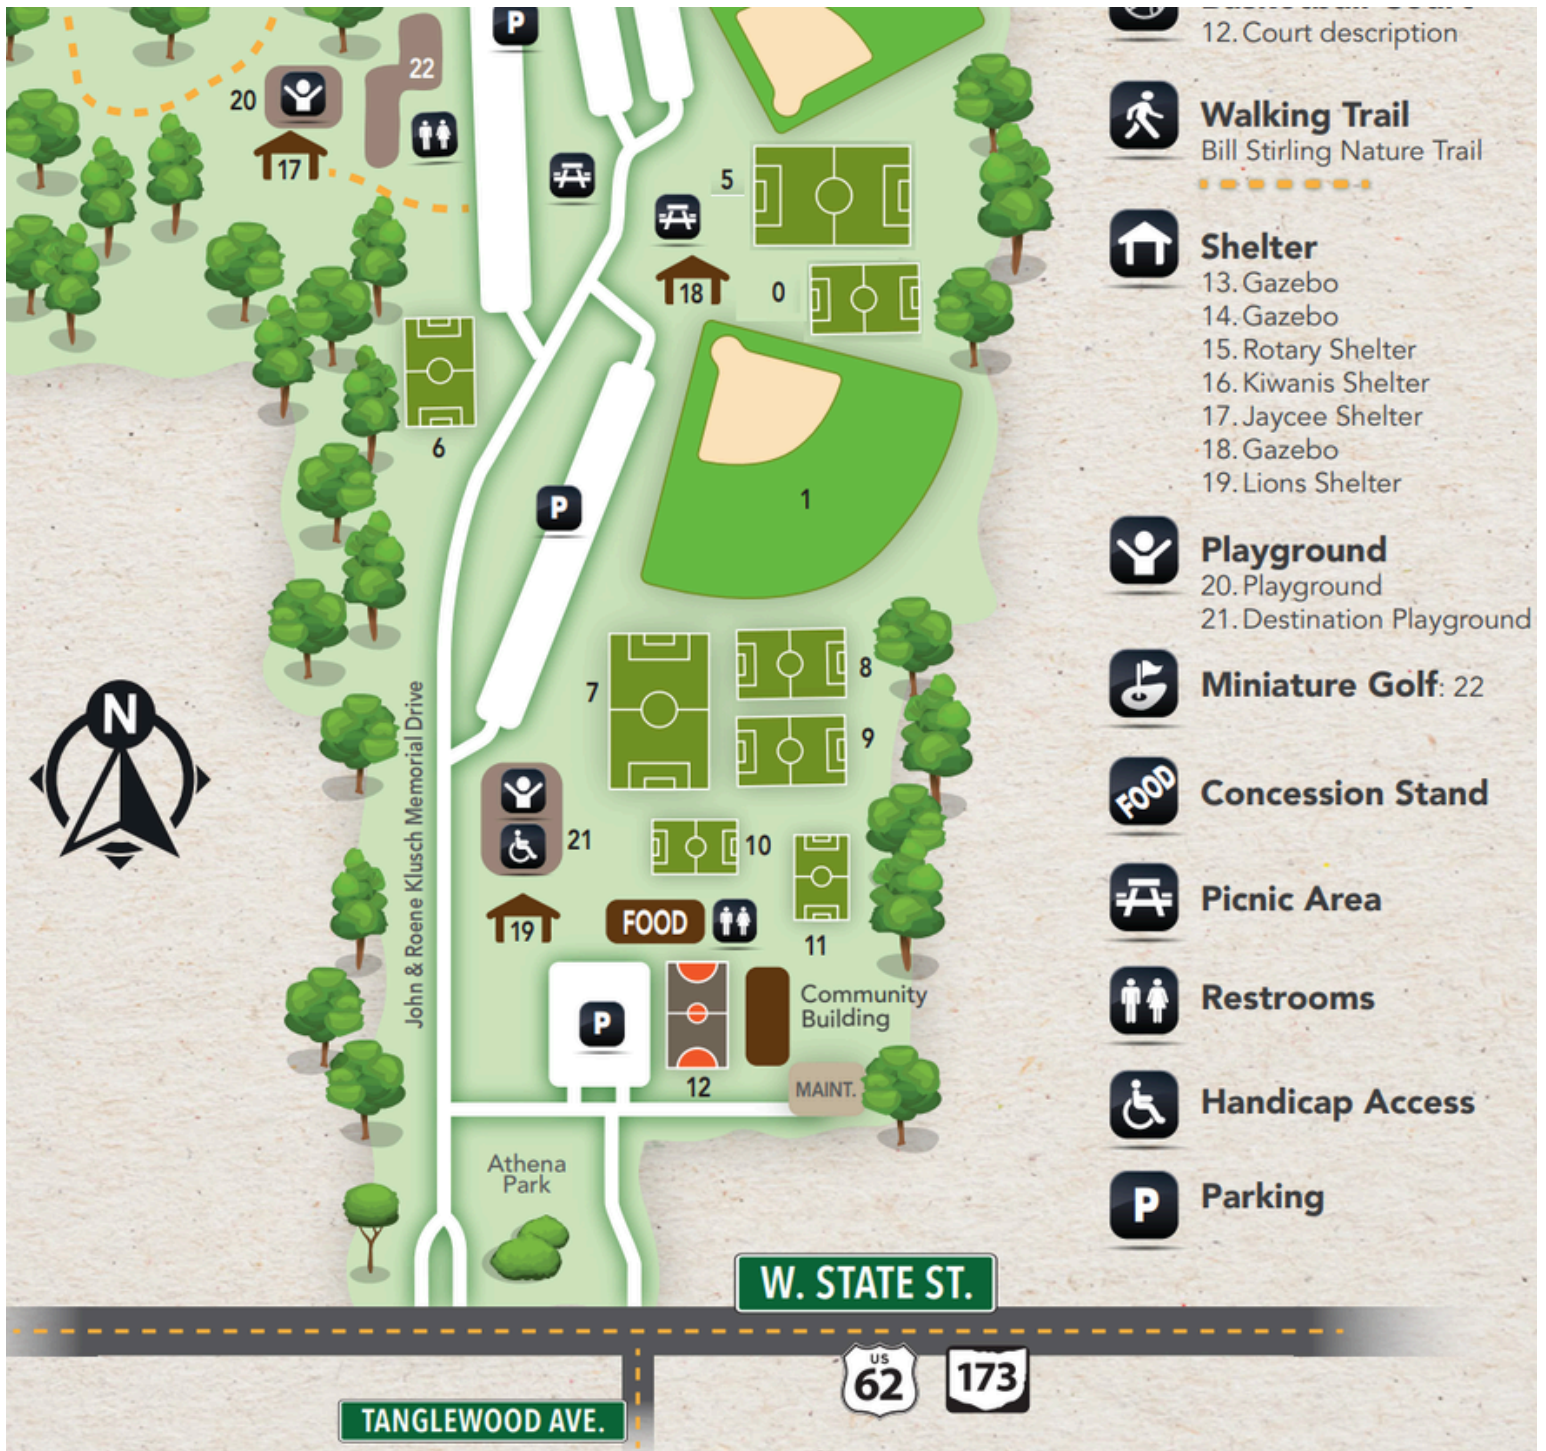 P
22
20
17
5
18
0
6
P
1
7
8
9
N
John & Roene Klusch Memorial Drive
21
10
19
FOOD
11
P
Community
Building
12
MAINT.
Athena
Park
W. STATE ST.
US
62
173
TANGLEWOOD AVE.
12. Court description
Walking Trail
Bill Stirling Nature Trail
Shelter
13. Gazebo
14. Gazebo
15. Rotary Shelter
16. Kiwanis Shelter
17. Jaycee Shelter
18. Gazebo
19. Lions Shelter
Playground
20. Playground
21. Destination Playground
Miniature Golf: 22
FOOD
Concession Stand
Picnic Area
Restrooms
Handicap Access
P
Parking